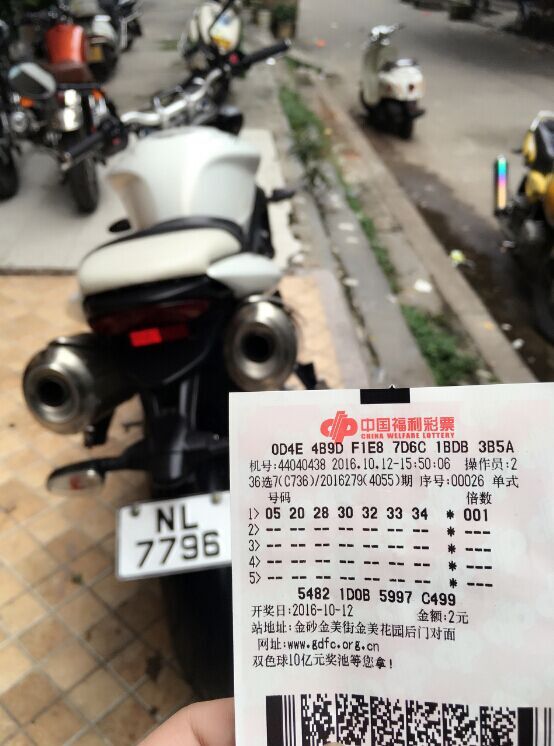 中国福利彩票
CHINA WELFARE LOTTERY
0D4E 4B9D F1E8 7D6C 1BDB 3B5A
机号:44040438 2016.10.12-15:50:06 操作员:2
36选7(C736)/2016279(4055)期 序号:00026 单式
号码 倍数
1> 05 20 28 30 32 33 34 * 001
2> -- -- -- -- -- -- -- * ---
3> -- -- -- -- -- -- -- * ---
4> -- -- -- -- -- -- -- * ---
5> -- -- -- -- -- -- -- * ---
5482 1D0B 5997 C499
开奖日:2016-10-12 金额:2元
站地址:金砂金美街金美花园后门对面
网址:www.gdfc.org.cn
双色球10亿元奖池等您拿!
NL
7796